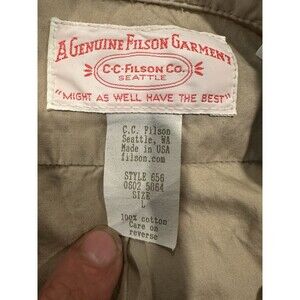 A GENUINE FILSON GARMENT
C·C·FILSON CO.
SEATTLE
"MIGHT AS WELL HAVE THE BEST"
C.C. Filson
Seattle, WA
Made in USA
filson.com
STYLE 656
0602 5864
SIZE
L
100% cotton
Care on
reverse